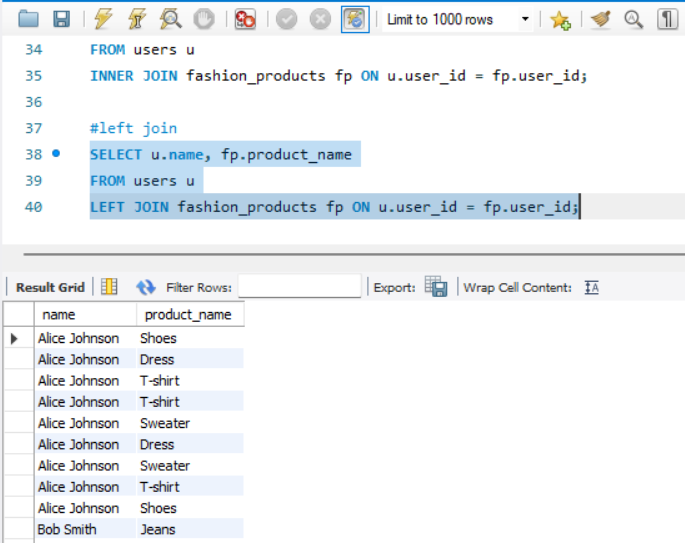 Limit to 1000 rows
34 FROM users u
35 INNER JOIN fashion_products fp ON u.user_id = fp.user_id;
36
37 #left join
38 SELECT u.name, fp.product_name
39 FROM users u
40 LEFT JOIN fashion_products fp ON u.user_id = fp.user_id;
Result Grid Filter Rows: Export: Wrap Cell Content: IA
name product_name
Alice Johnson Shoes
Alice Johnson Dress
Alice Johnson T-shirt
Alice Johnson T-shirt
Alice Johnson Sweater
Alice Johnson Dress
Alice Johnson Sweater
Alice Johnson T-shirt
Alice Johnson Shoes
Bob Smith Jeans